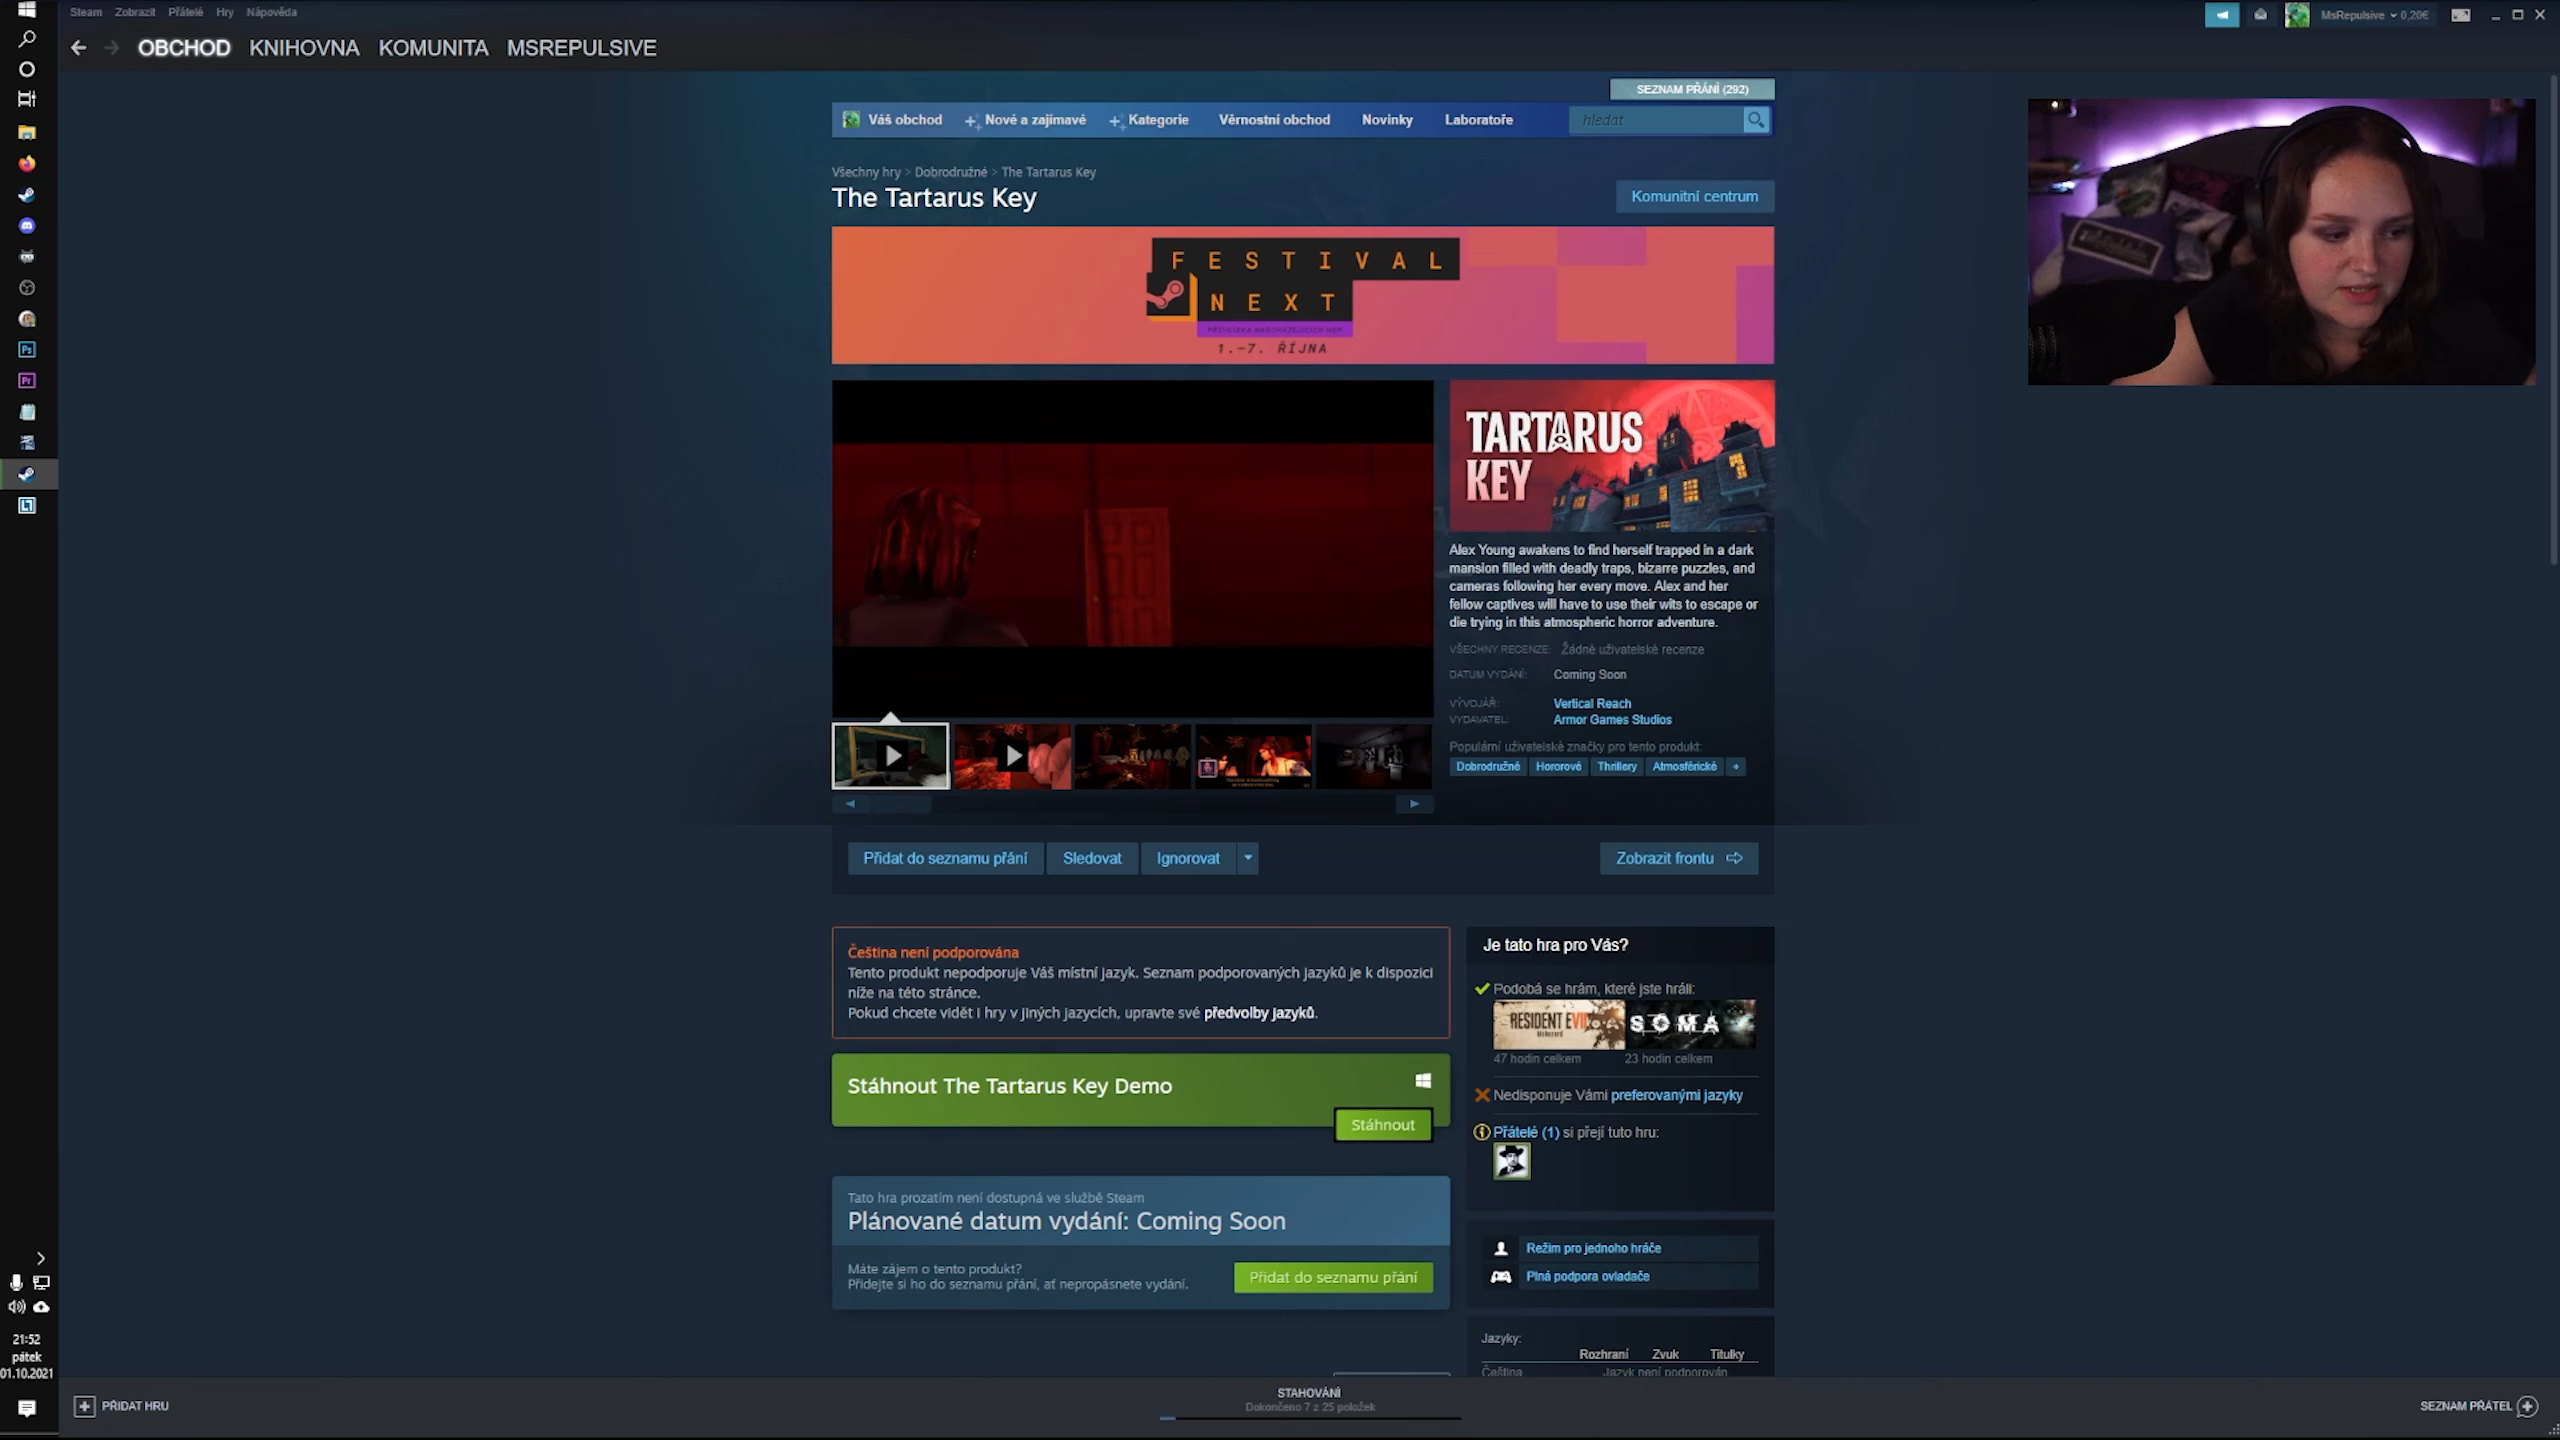 Steam Zobrazit Přátelé Hry Nápověda
MsRepulsive 0,20€
OBCHOD KNIHOVNA KOMUNITA MSREPULSIVE
SEZNAM PŘÁNÍ (292)
Váš obchod Nové a zajímavé Kategorie Věrnostní obchod Novinky Laboratoře hledat
Všechny hry > Dobrodružné > The Tartarus Key
The Tartarus Key
Komunitní centrum
FESTIVAL
NEXT
PŘEHLÍDKA NADCHÁZEJÍCÍCH HER
1.–7. ŘÍJNA
TARTARUS
KEY
Alex Young awakens to find herself trapped in a dark
mansion filled with deadly traps, bizarre puzzles, and
cameras following her every move. Alex and her
fellow captives will have to use their wits to escape or
die trying in this atmospheric horror adventure.
VŠECHNY RECENZE: Žádné uživatelské recenze
DATUM VYDÁNÍ: Coming Soon
VÝVOJÁŘ: Vertical Reach
VYDAVATEL: Armor Games Studios
Populární uživatelské značky pro tento produkt:
Dobrodružné Hororové Thrillery Atmosférické +
Přidat do seznamu přání Sledovat Ignorovat
Zobrazit frontu
Čeština není podporována
Tento produkt nepodporuje Váš místní jazyk. Seznam podporovaných jazyků je k dispozici
níže na této stránce.
Pokud chcete vidět i hry v jiných jazycích, upravte své předvolby jazyků.
Stáhnout The Tartarus Key Demo
Stáhnout
Tato hra prozatím není dostupná ve službě Steam
Plánované datum vydání: Coming Soon
Máte zájem o tento produkt?
Přidejte si ho do seznamu přání, ať nepropásnete vydání.
Přidat do seznamu přání
Je tato hra pro Vás?
Podobá se hrám, které jste hráli:
RESIDENT EVIL
SOMA
47 hodin celkem 23 hodin celkem
Nedisponuje Vámi preferovanými jazyky
Přátelé (1) si přejí tuto hru:
Režim pro jednoho hráče
Plná podpora ovladače
Jazyky:
Rozhraní Zvuk Titulky
Čeština Jazyk není podporován
Ps
Pr
21:52
pátek
01.10.2021
PŘIDAT HRU
STAHOVÁNÍ
Dokončeno 7 z 25 položek
SEZNAM PŘÁTEL